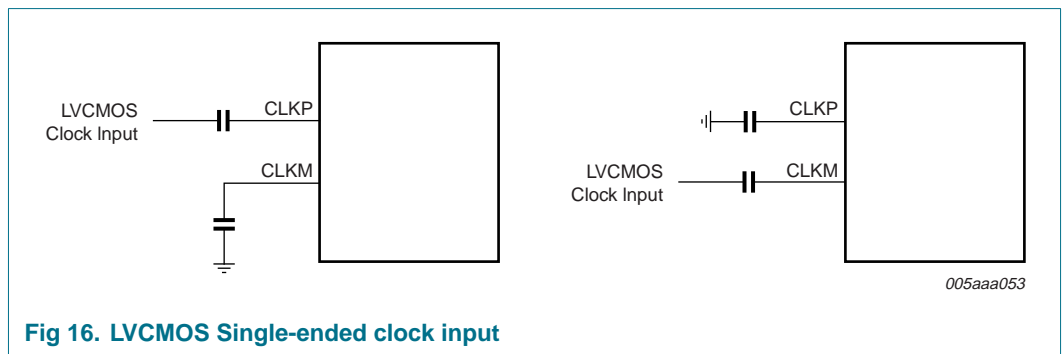 LVCMOS
Clock Input
CLKP
CLKM
CLKP
LVCMOS
Clock Input
CLKM
005aaa053
Fig 16. LVCMOS Single-ended clock input